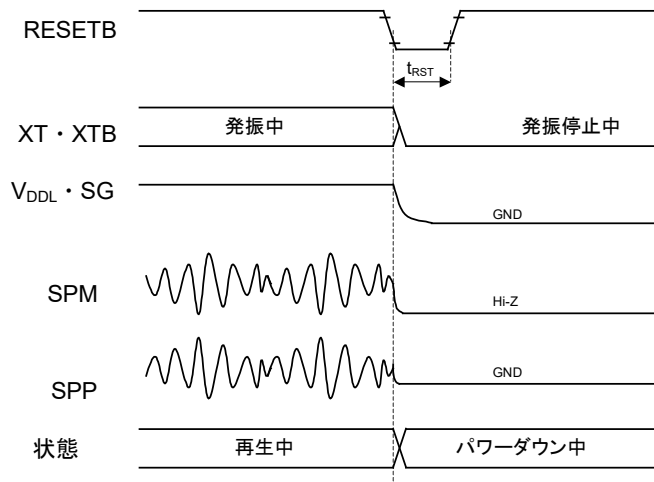 RESETB
tRST
XT・XTB
発振中
発振停止中
VDDL・SG
GND
SPM
Hi-Z
SPP
GND
状態
再生中
パワーダウン中